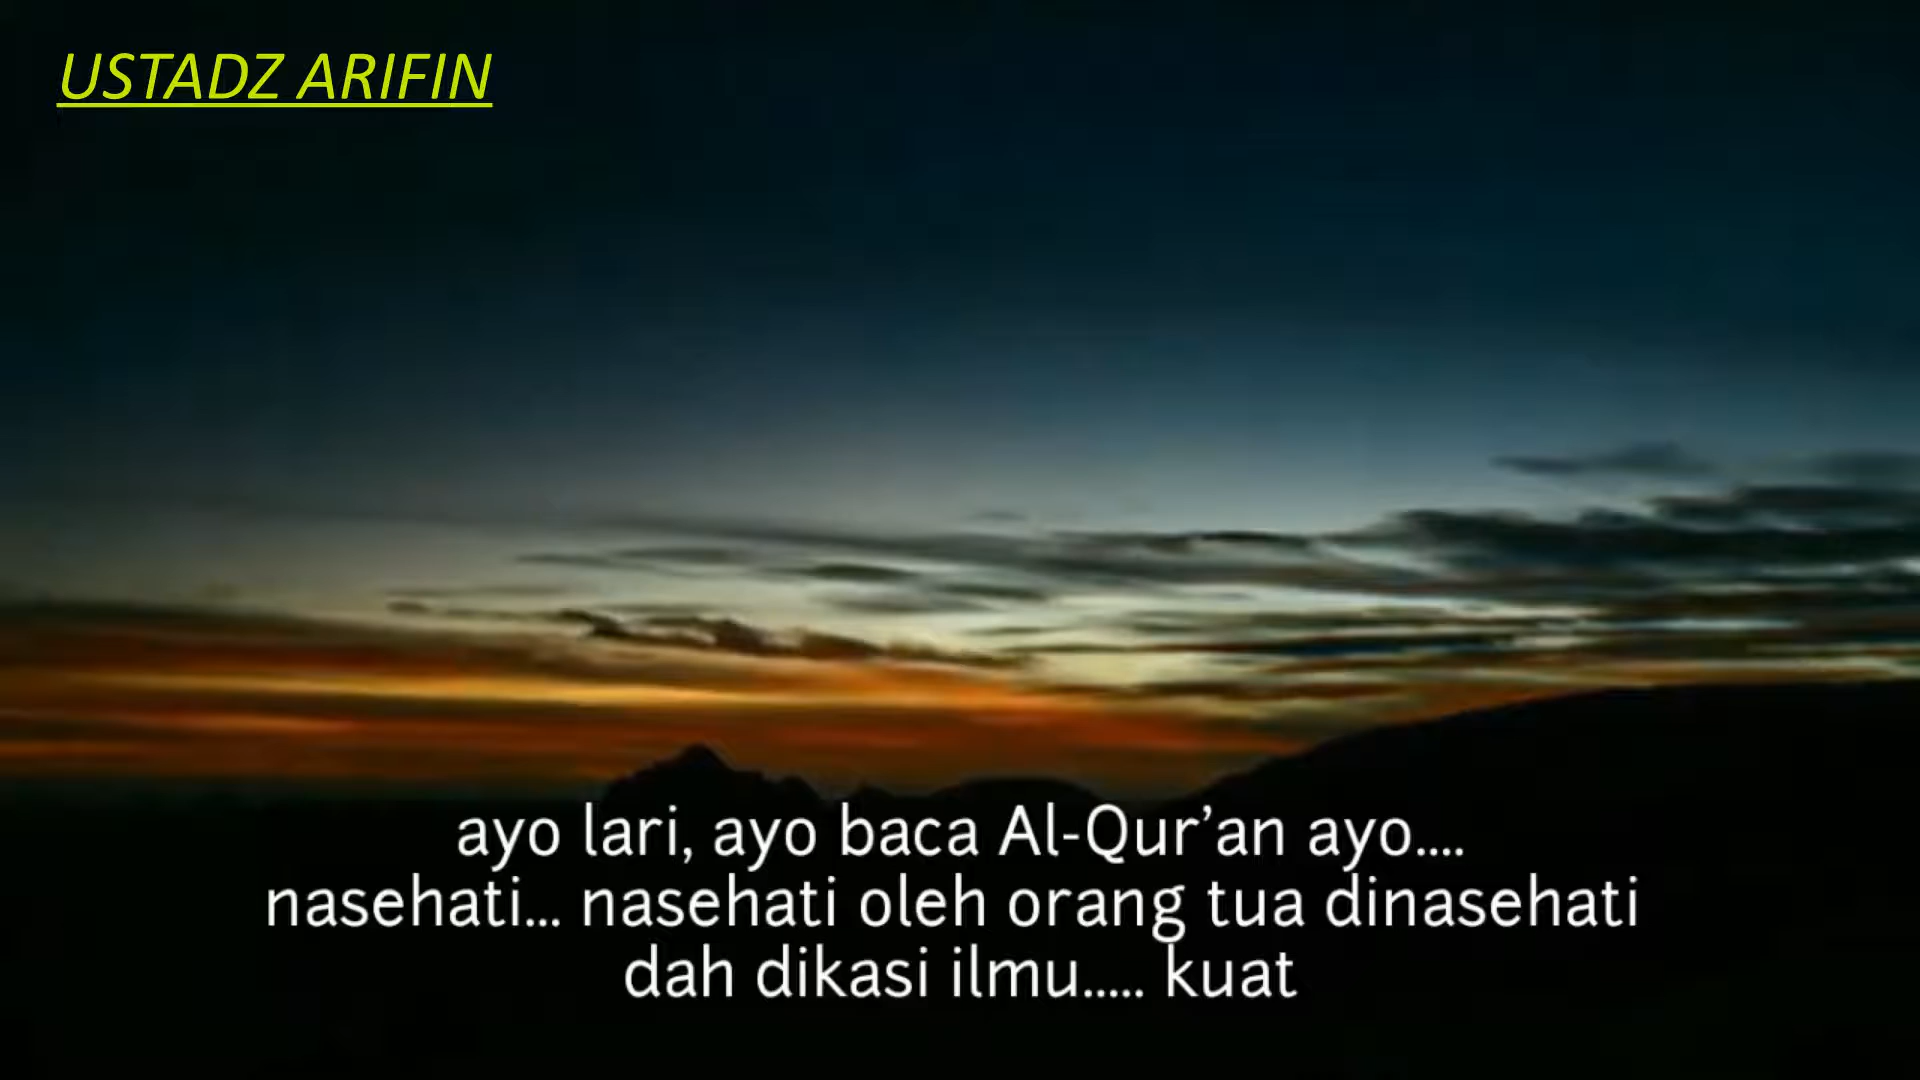 USTADZ ARIFIN
ayo lari, ayo baca Al-Qur’an ayo....
nasehati... nasehati oleh orang tua dinasehati
dah dikasi ilmu..... kuat